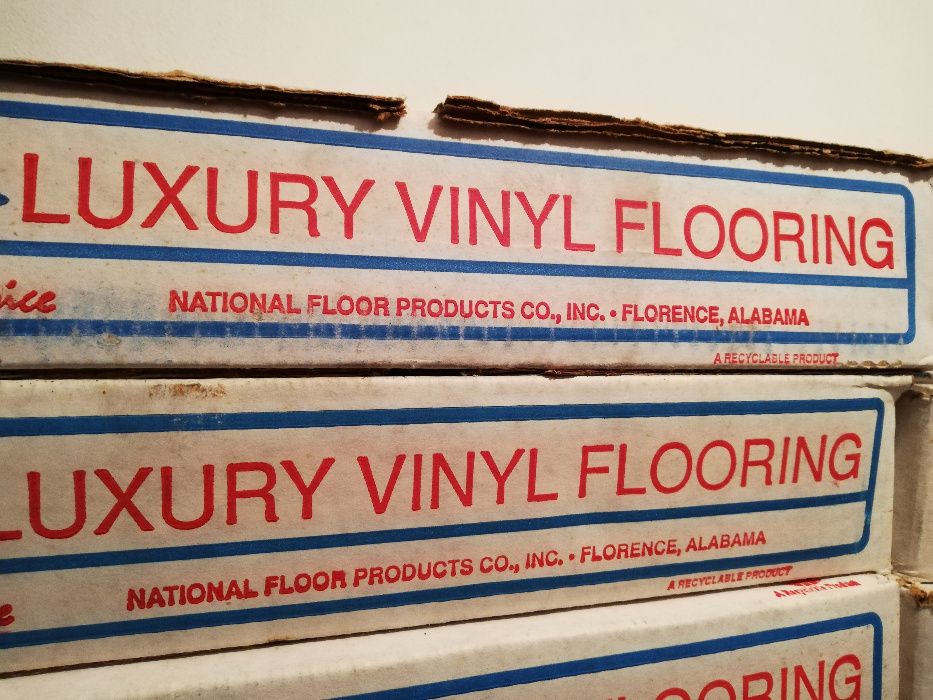 LUXURY VINYL FLOORING
NATIONAL FLOOR PRODUCTS CO., INC. • FLORENCE, ALABAMA
A RECYCLABLE PRODUCT
LUXURY VINYL FLOORING
NATIONAL FLOOR PRODUCTS CO., INC. • FLORENCE, ALABAMA
A RECYCLABLE PRODUCT
FLOORING